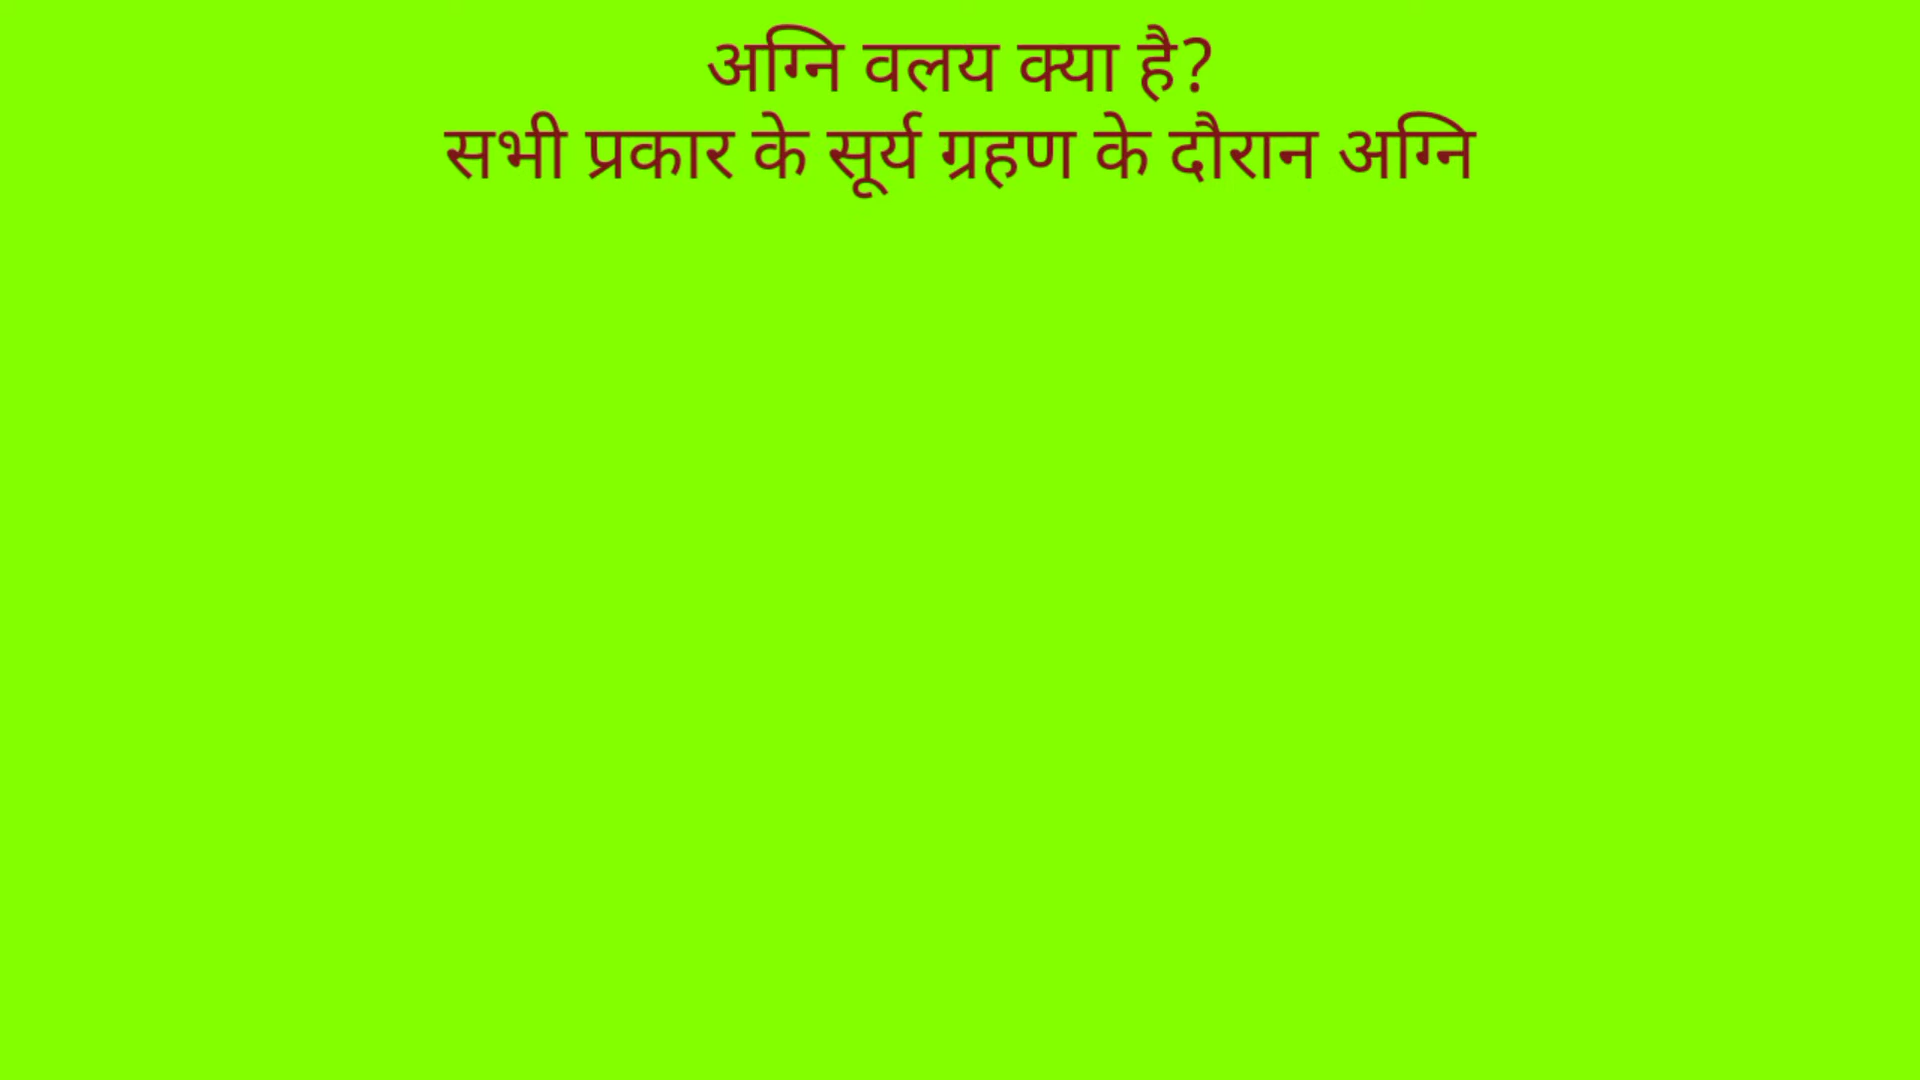 अग्नि वलय क्या है?
सभी प्रकार के सूर्य ग्रहण के दौरान अग्नि